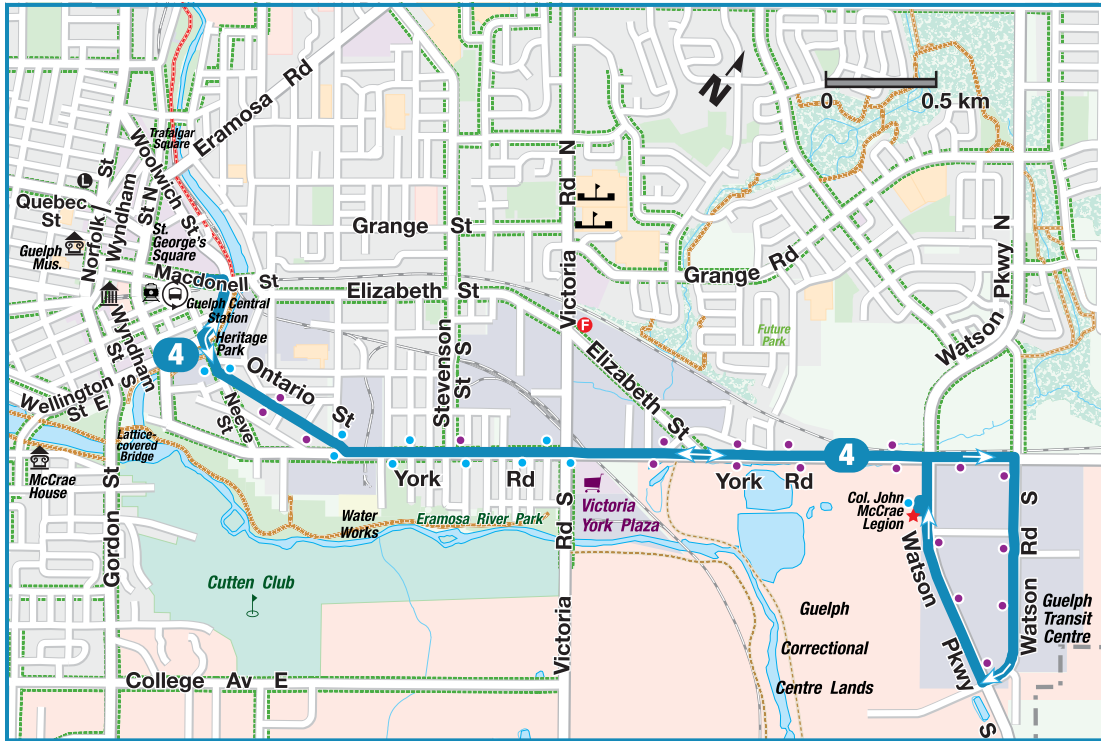 Eramosa Rd
N
0
0.5 km
Trafalgar
Square
Woolwich St
L
Quebec
St
Norfolk St
Wyndham
St N
Rd N
Guelph
Mus.
St.
George's
Square
Grange St
Grange Rd
Watson Pkwy N
Macdonell St
Elizabeth St
Victoria
Guelph Central
Station
Heritage
Park
F
Future
Park
Wyndham
St S
4
Ontario St
Stevenson
St S
Elizabeth St
Wellington
St E
Neeve
St
Lattice-
covered
Bridge
4
McCrae
House
York Rd
York Rd
Victoria
York Plaza
Col. John
McCrae
Legion
Gordon St
Water
Works
Eramosa River Park
Victoria Rd S
Watson Pkwy S
Watson Rd S
Cutten Club
Guelph
Correctional
Centre Lands
Guelph
Transit
Centre
College Av E